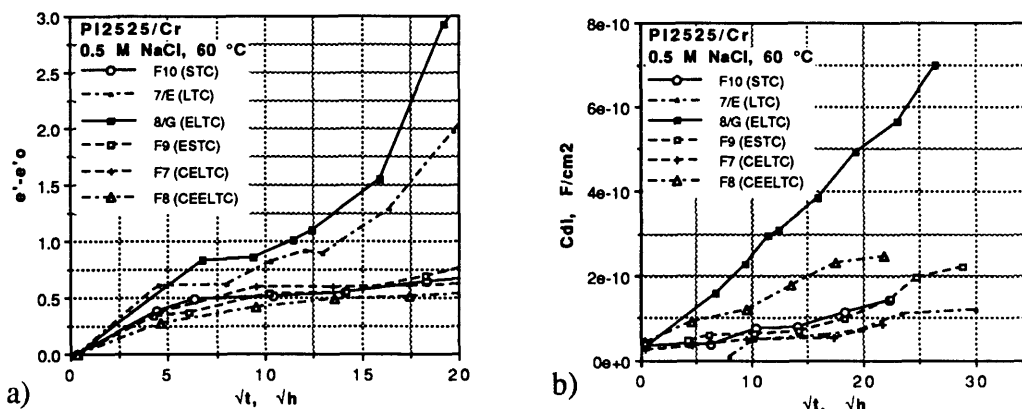 PI2525/Cr
0.5 M NaCl, 60 °C
F10 (STC)
7/E (LTC)
8/G (ELTC)
F9 (ESTC)
F7 (CELTC)
F8 (CEELTC)
e'-e'o
3.0
2.5
2.0
1.5
1.0
0.5
0.0
0 5 10 15 20
√t, √h
a)
PI2525/Cr
0.5 M NaCl, 60 °C
F10 (STC)
7/E (LTC)
8/G (ELTC)
F9 (ESTC)
F7 (CELTC)
F8 (CEELTC)
Cdl, F/cm2
8e-10
6e-10
4e-10
2e-10
0e+0
0 10 20 30
√t, √h
b)